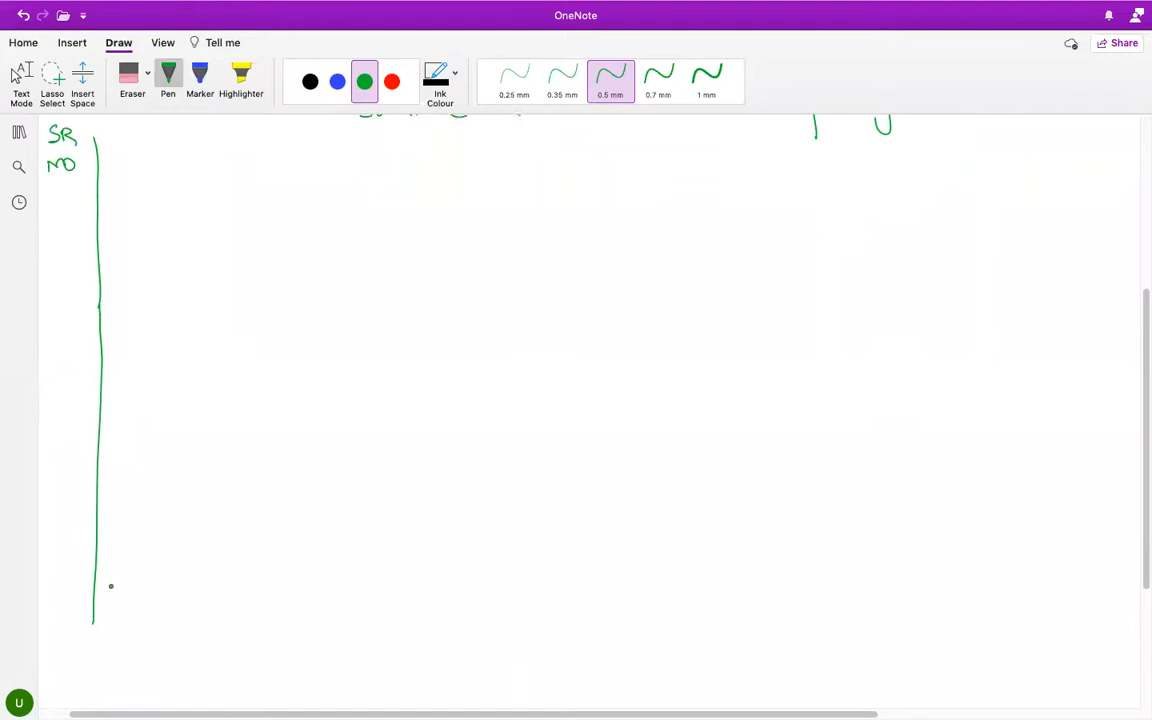 OneNote
Home Insert Draw View Tell me Share
Text Mode Lasso Select Insert Space Eraser Pen Marker Highlighter Ink Colour 0.25 mm 0.35 mm 0.5 mm 0.7 mm 1 mm
SR
NO
U